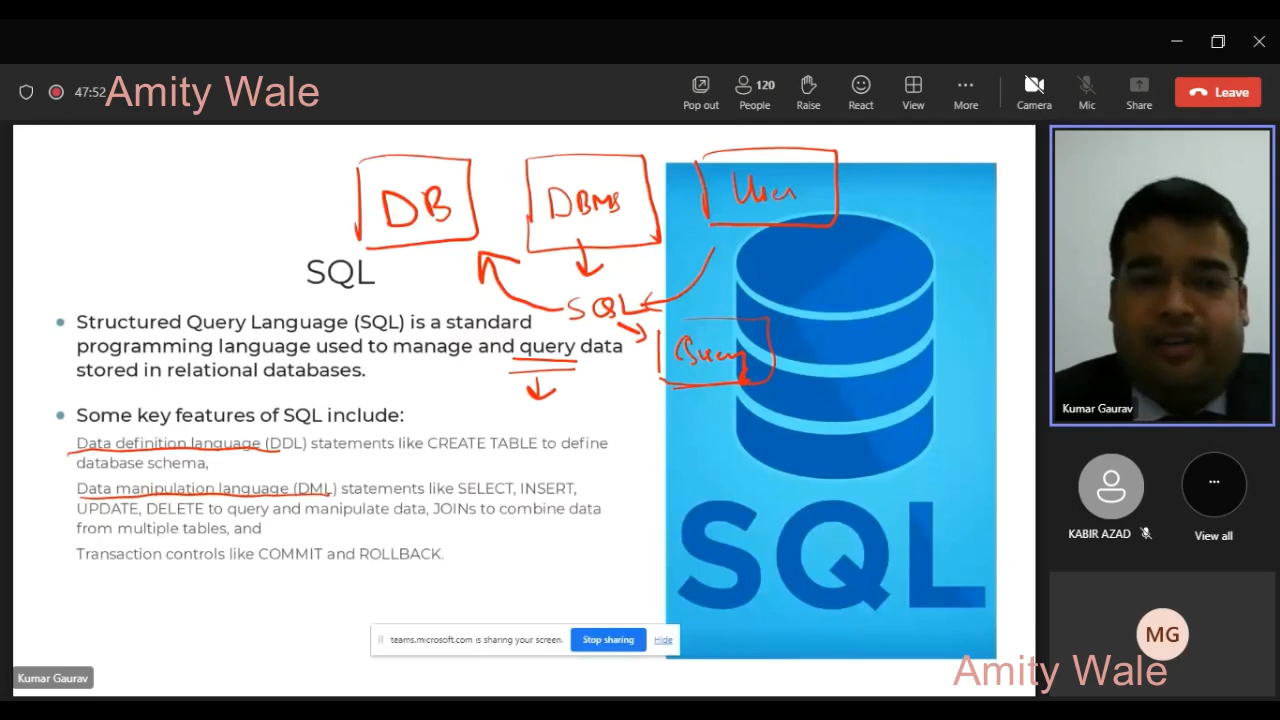 47:52
Amity Wale
Pop out
120
People
Raise
React
View
More
Camera
Mic
Share
Leave
DB
DBMS
User
SQL
SQL
Query
Structured Query Language (SQL) is a standard
programming language used to manage and query data
stored in relational databases.
Some key features of SQL include:
Data definition language (DDL) statements like CREATE TABLE to define
database schema,
Data manipulation language (DML) statements like SELECT, INSERT,
UPDATE, DELETE to query and manipulate data, JOINs to combine data
from multiple tables, and
Transaction controls like COMMIT and ROLLBACK.
SQL
teams.microsoft.com is sharing your screen.
Stop sharing
Hide
Kumar Gaurav
Kumar Gaurav
KABIR AZAD
View all
MG
Amity Wale